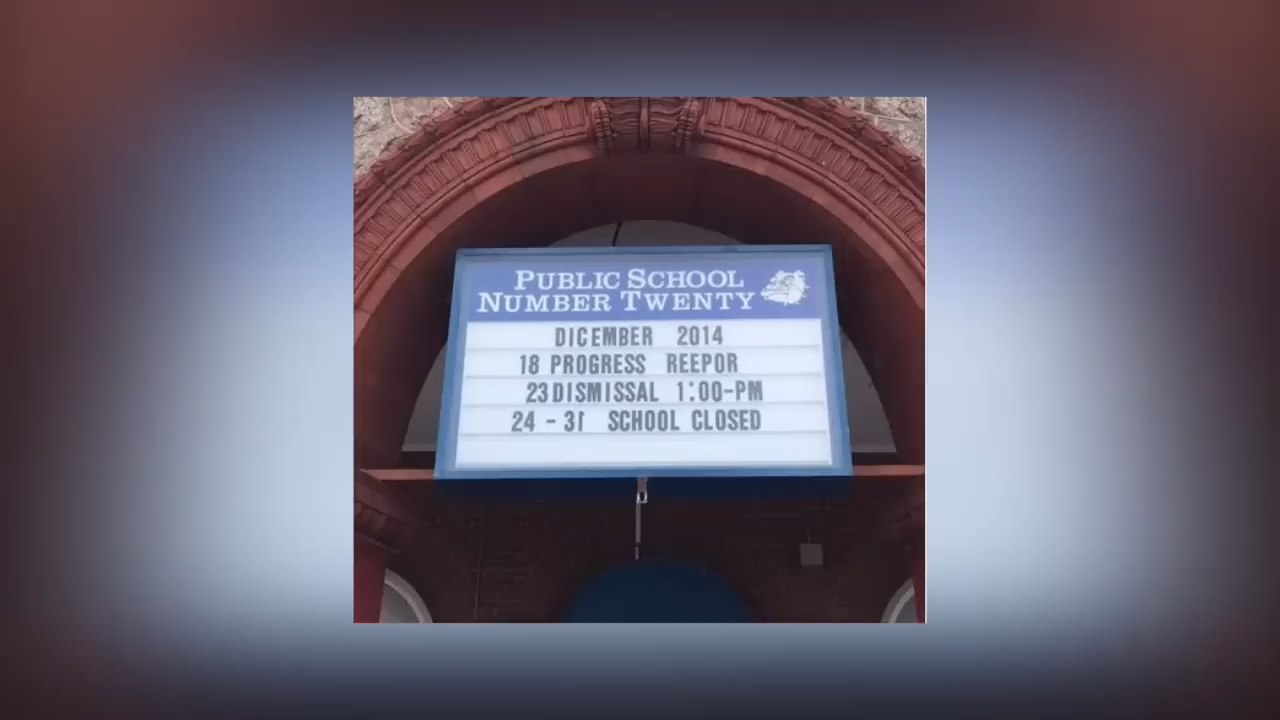 PUBLIC SCHOOL
NUMBER TWENTY
DICEMBER 2014
18 PROGRESS REEPOR
23 DISMISSAL 1:00-PM
24 - 31 SCHOOL CLOSED